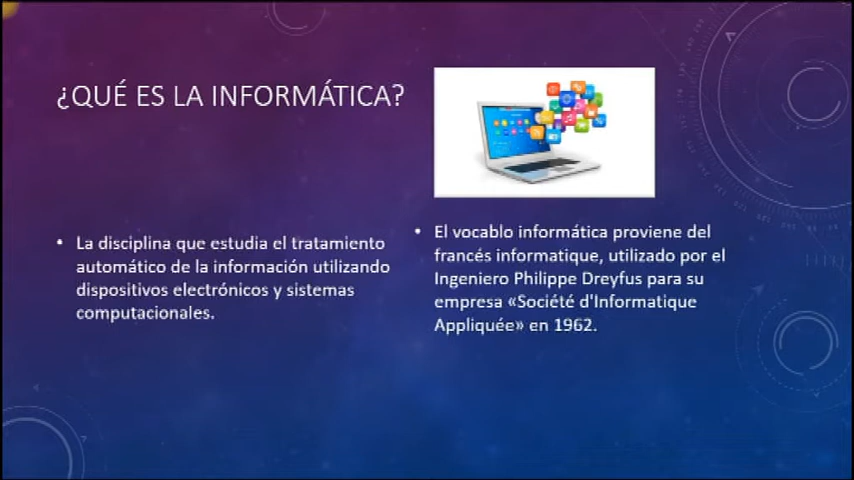 ¿QUÉ ES LA INFORMÁTICA?
• La disciplina que estudia el tratamiento
automático de la información utilizando
dispositivos electrónicos y sistemas
computacionales.
• El vocablo informática proviene del
francés informatique, utilizado por el
Ingeniero Philippe Dreyfus para su
empresa «Société d'Informatique
Appliquée» en 1962.